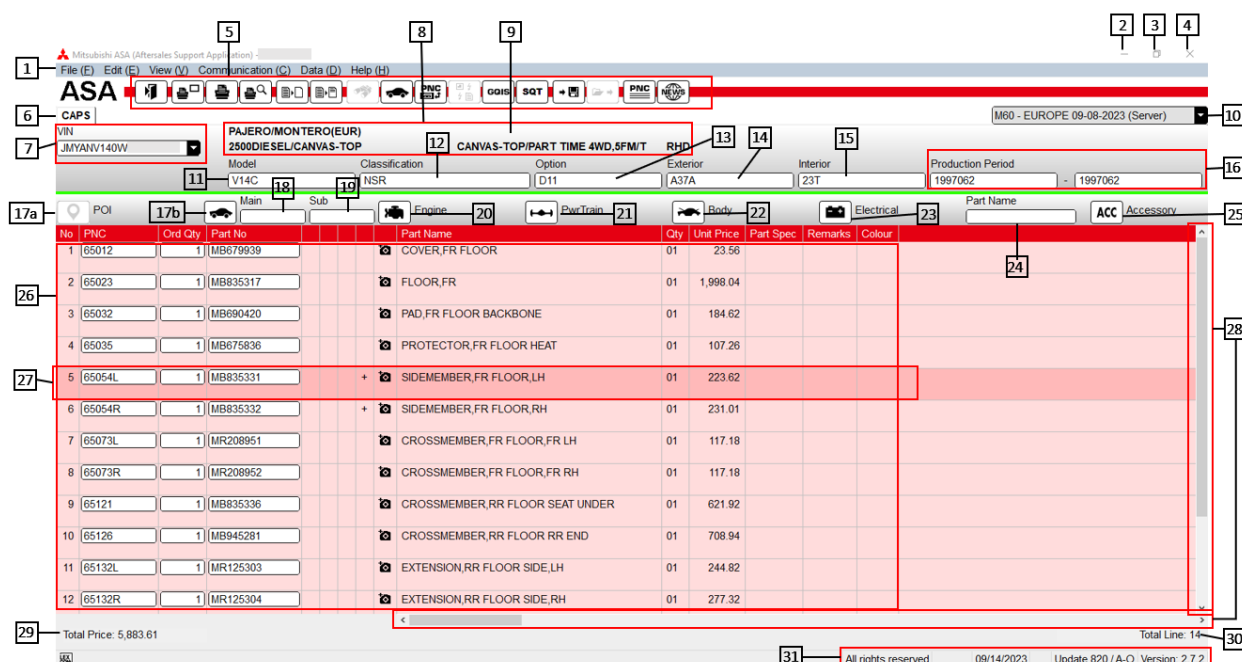 2 3 4
5 8 9
Mitsubishi ASA (Aftersales Support Application) -
1 File (F) Edit (E) View (V) Communication (C) Data (D) Help (H)
ASA PNC GQIS SQT PNC NEWS
6 CAPS M60 - EUROPE 09-08-2023 (Server) 10
7 VIN PAJERO/MONTERO(EUR)
JMYANV140W 2500DIESEL/CANVAS-TOP CANVAS-TOP/PART TIME 4WD,5FM/T RHD
12 13 14 15 16
Model Classification Option Exterior Interior Production Period
11 V14C NSR D11 A37A 23T 1997062 - 1997062
18 19
17a POI 17b Main Sub Engine PwrTrain Body Electrical Part Name ACC Accessory
20 21 22 23 24 25
No PNC Ord Qty Part No Part Name Qty Unit Price Part Spec Remarks Colour
1 65012 1 MB679939 COVER,FR FLOOR 01 23.56
2 65023 1 MB835317 FLOOR,FR 01 1,998.04
26
3 65032 1 MB690420 PAD,FR FLOOR BACKBONE 01 184.62
28
4 65035 1 MB675836 PROTECTOR,FR FLOOR HEAT 01 107.26
27 5 65054L 1 MB835331 + SIDEMEMBER,FR FLOOR,LH 01 223.62
6 65054R 1 MB835332 + SIDEMEMBER,FR FLOOR,RH 01 231.01
7 65073L 1 MR208951 CROSSMEMBER,FR FLOOR,FR LH 01 117.18
8 65073R 1 MR208952 CROSSMEMBER,FR FLOOR,FR RH 01 117.18
9 65121 1 MB835336 CROSSMEMBER,RR FLOOR SEAT UNDER 01 621.92
10 65126 1 MB945281 CROSSMEMBER,RR FLOOR RR END 01 708.94
11 65132L 1 MR125303 EXTENSION,RR FLOOR SIDE,LH 01 244.82
12 65132R 1 MR125304 EXTENSION,RR FLOOR SIDE,RH 01 277.32
29 Total Price: 5,883.61 Total Line: 14 30
31 All rights reserved 09/14/2023 Update 820 / A-O Version: 2.7.2